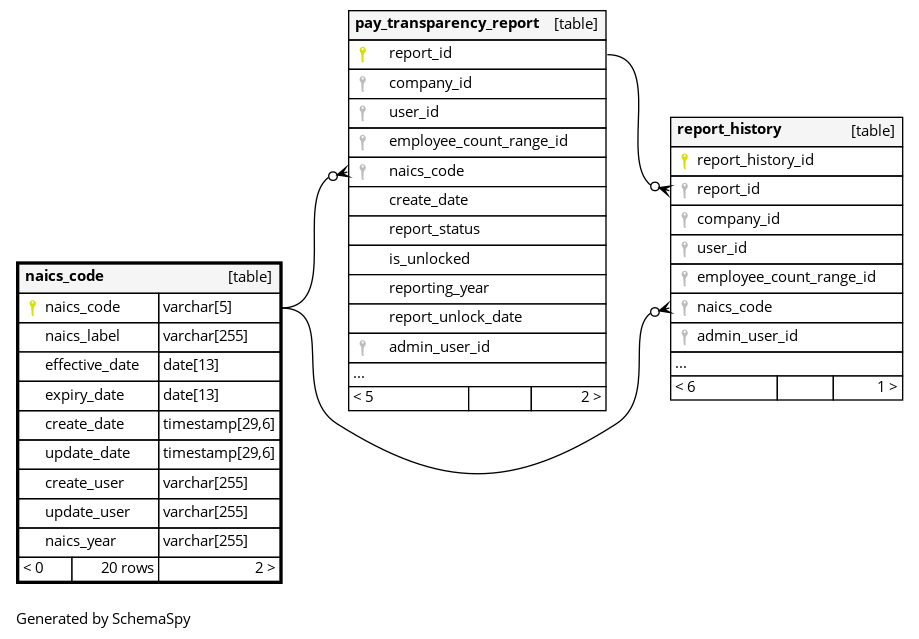 pay_transparency_report [table]
report_id
company_id
user_id
employee_count_range_id
naics_code
create_date
report_status
is_unlocked
reporting_year
report_unlock_date
admin_user_id
...
< 5 2 >
report_history [table]
report_history_id
report_id
company_id
user_id
employee_count_range_id
naics_code
admin_user_id
...
< 6 1 >
naics_code [table]
naics_code varchar[5]
naics_label varchar[255]
effective_date date[13]
expiry_date date[13]
create_date timestamp[29,6]
update_date timestamp[29,6]
create_user varchar[255]
update_user varchar[255]
naics_year varchar[255]
< 0 20 rows 2 >
Generated by SchemaSpy